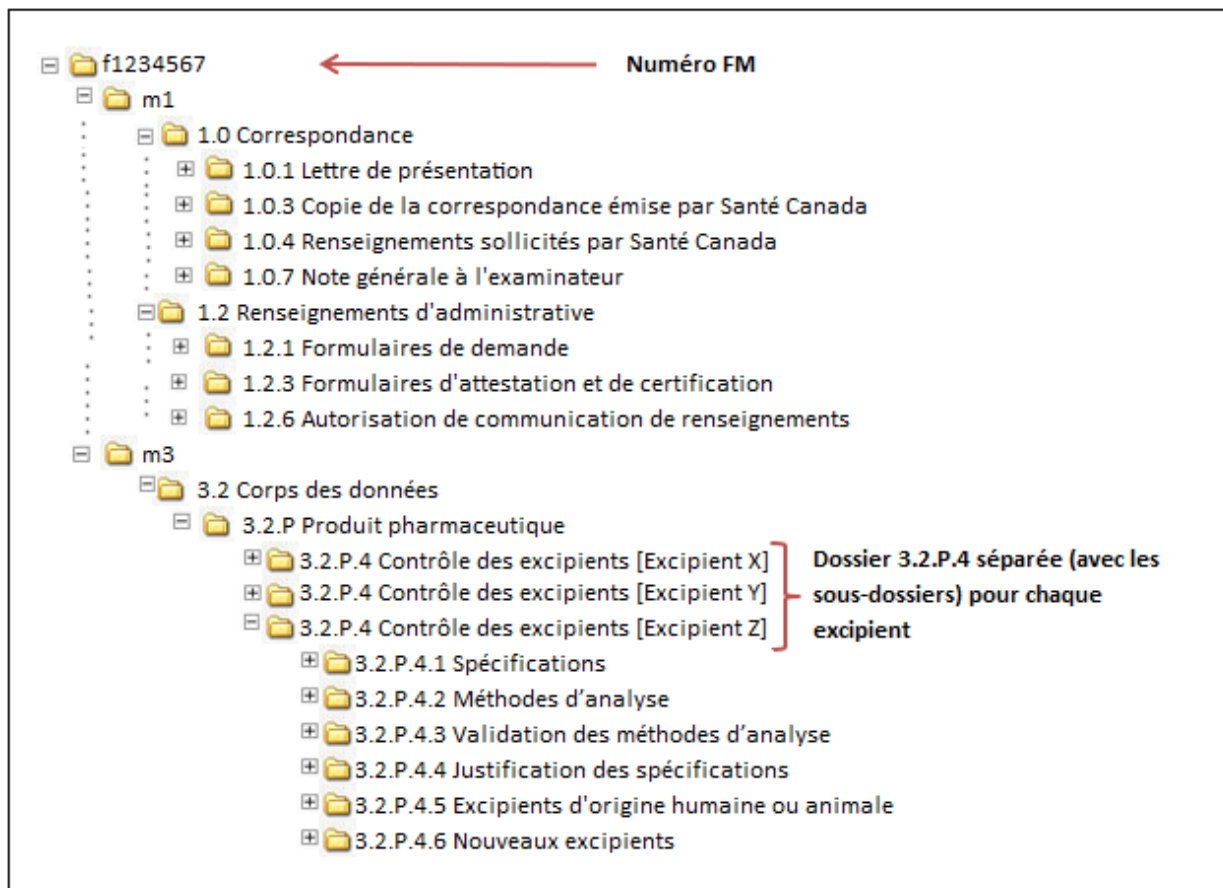 f1234567
Numéro FM
m1
1.0 Correspondance
1.0.1 Lettre de présentation
1.0.3 Copie de la correspondance émise par Santé Canada
1.0.4 Renseignements sollicités par Santé Canada
1.0.7 Note générale à l'examinateur
1.2 Renseignements d'administrative
1.2.1 Formulaires de demande
1.2.3 Formulaires d'attestation et de certification
1.2.6 Autorisation de communication de renseignements
m3
3.2 Corps des données
3.2.P Produit pharmaceutique
3.2.P.4 Contrôle des excipients [Excipient X]
3.2.P.4 Contrôle des excipients [Excipient Y]
3.2.P.4 Contrôle des excipients [Excipient Z]
Dossier 3.2.P.4 séparée (avec les
sous-dossiers) pour chaque
excipient
3.2.P.4.1 Spécifications
3.2.P.4.2 Méthodes d’analyse
3.2.P.4.3 Validation des méthodes d’analyse
3.2.P.4.4 Justification des spécifications
3.2.P.4.5 Excipients d'origine humaine ou animale
3.2.P.4.6 Nouveaux excipients